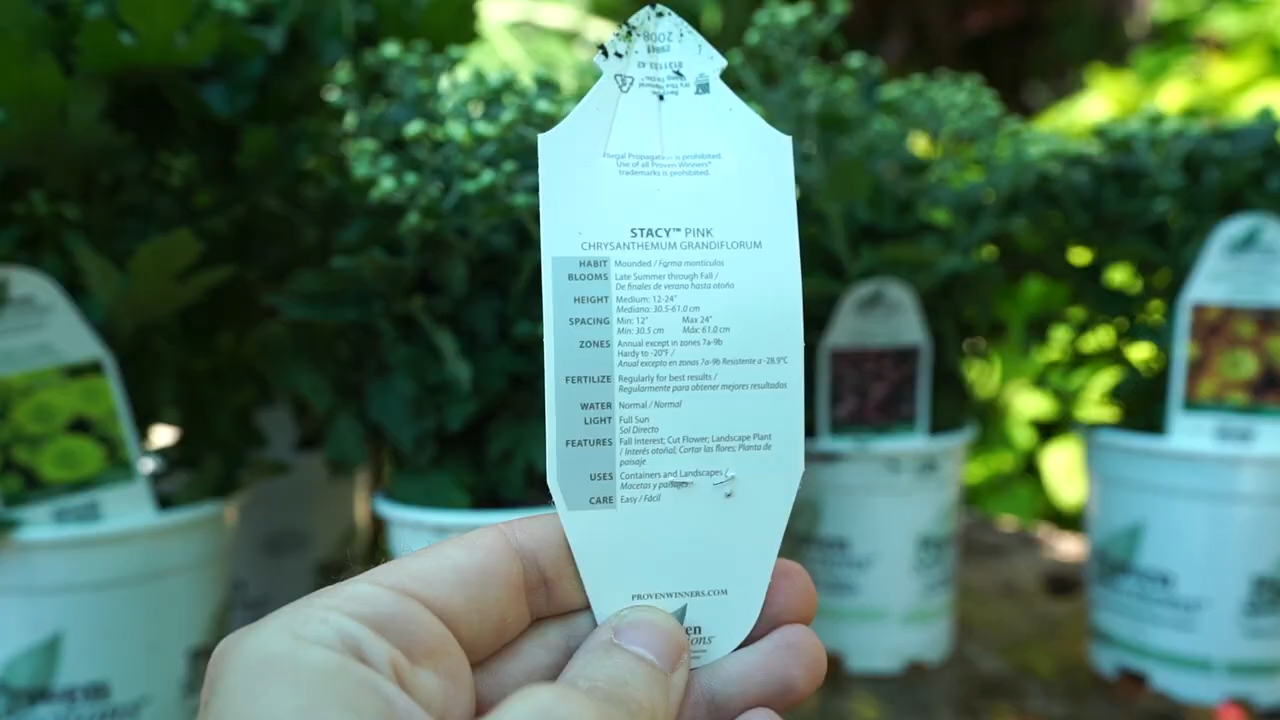 2008
Illegal Propagation is prohibited.
Use of all Proven Winners®
trademarks is prohibited.
STACY™ PINK
CHRYSANTHEMUM GRANDIFLORUM
HABIT Mounded / Forma montículos
BLOOMS Late Summer through Fall /
De finales de verano hasta otoño
HEIGHT Medium: 12-24"
Mediano: 30.5-61.0 cm
SPACING Min: 12" Max 24"
Min: 30.5 cm Máx: 61.0 cm
ZONES Annual except in zones 7a-9b
Hardy to -20°F /
Anual excepto en zonas 7a-9b Resistente a -28.9°C
FERTILIZE Regularly for best results /
Regularmente para obtener mejores resultados
WATER Normal / Normal
LIGHT Full Sun
Sol Directo
FEATURES Fall Interest; Cut Flower; Landscape Plant
/ Interés otoñal; Cortar las flores; Planta de
paisaje
USES Containers and Landscapes /
Macetas y paisajes
CARE Easy / Fácil
PROVENWINNERS.COM